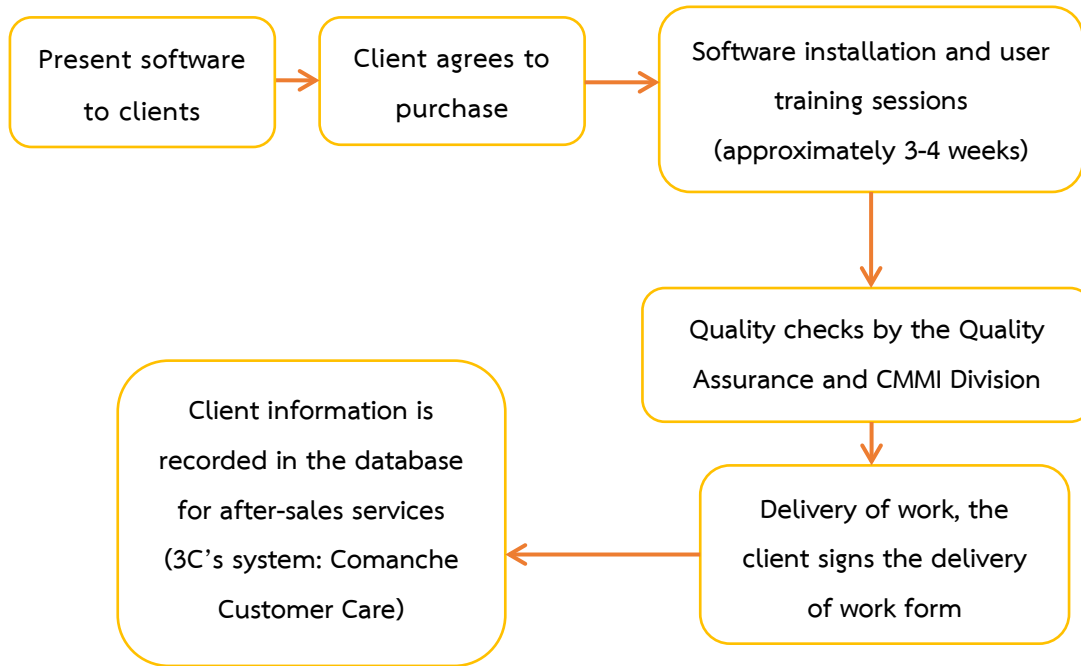 Present software
to clients
Client agrees to
purchase
Software installation and user
training sessions
(approximately 3-4 weeks)
Quality checks by the Quality
Assurance and CMMI Division
Delivery of work, the
client signs the delivery
of work form
Client information is
recorded in the database
for after-sales services
(3C’s system: Comanche
Customer Care)